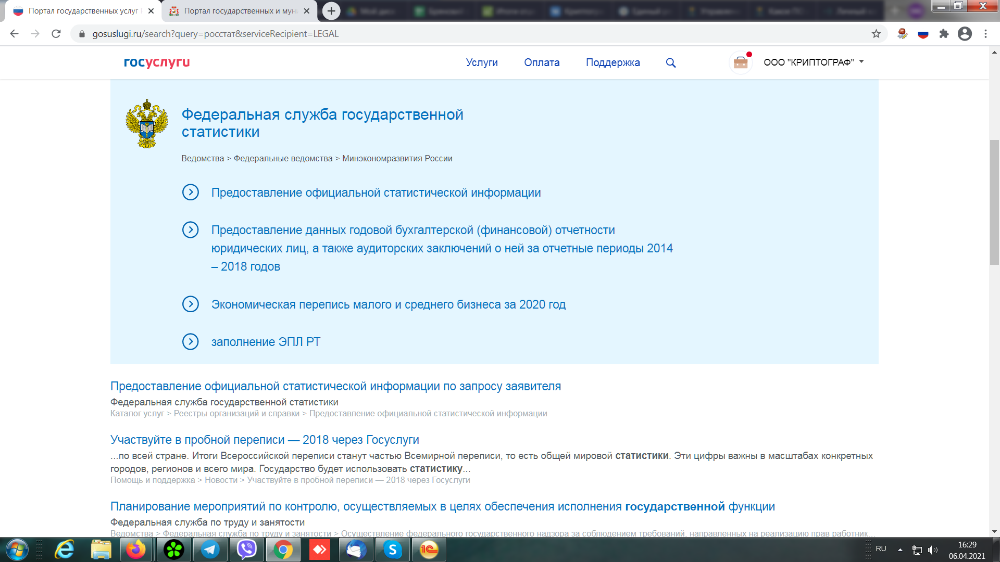 Портал государственных услуг
Портал государственных и мун
gosuslugi.ru/search?query=росстат&serviceRecipient=LEGAL
госуслуги
Услуги
Оплата
Поддержка
ООО "КРИПТОГРАФ"
Федеральная служба государственной
статистики
Ведомства > Федеральные ведомства > Минэкономразвития России
Предоставление официальной статистической информации
Предоставление данных годовой бухгалтерской (финансовой) отчетности
юридических лиц, а также аудиторских заключений о ней за отчетные периоды 2014
– 2018 годов
Экономическая перепись малого и среднего бизнеса за 2020 год
заполнение ЭПЛ РТ
Предоставление официальной статистической информации по запросу заявителя
Федеральная служба государственной статистики
Каталог услуг > Реестры организаций и справки > Предоставление официальной статистической информации
Участвуйте в пробной переписи — 2018 через Госуслуги
...по всей стране. Итоги Всероссийской переписи станут частью Всемирной переписи, то есть общей мировой статистики. Эти цифры важны в масштабах конкретных
городов, регионов и всего мира. Государство будет использовать статистику...
Помощь и поддержка > Новости > Участвуйте в пробной переписи — 2018 через Госуслуги
Планирование мероприятий по контролю, осуществляемых в целях обеспечения исполнения государственной функции
Федеральная служба по труду и занятости
Ведомства > Федеральная служба по труду и занятости > Осуществление федерального государственного надзора за соблюдением требований, направленных на реализацию прав работник...
RU
16:29
06.04.2021